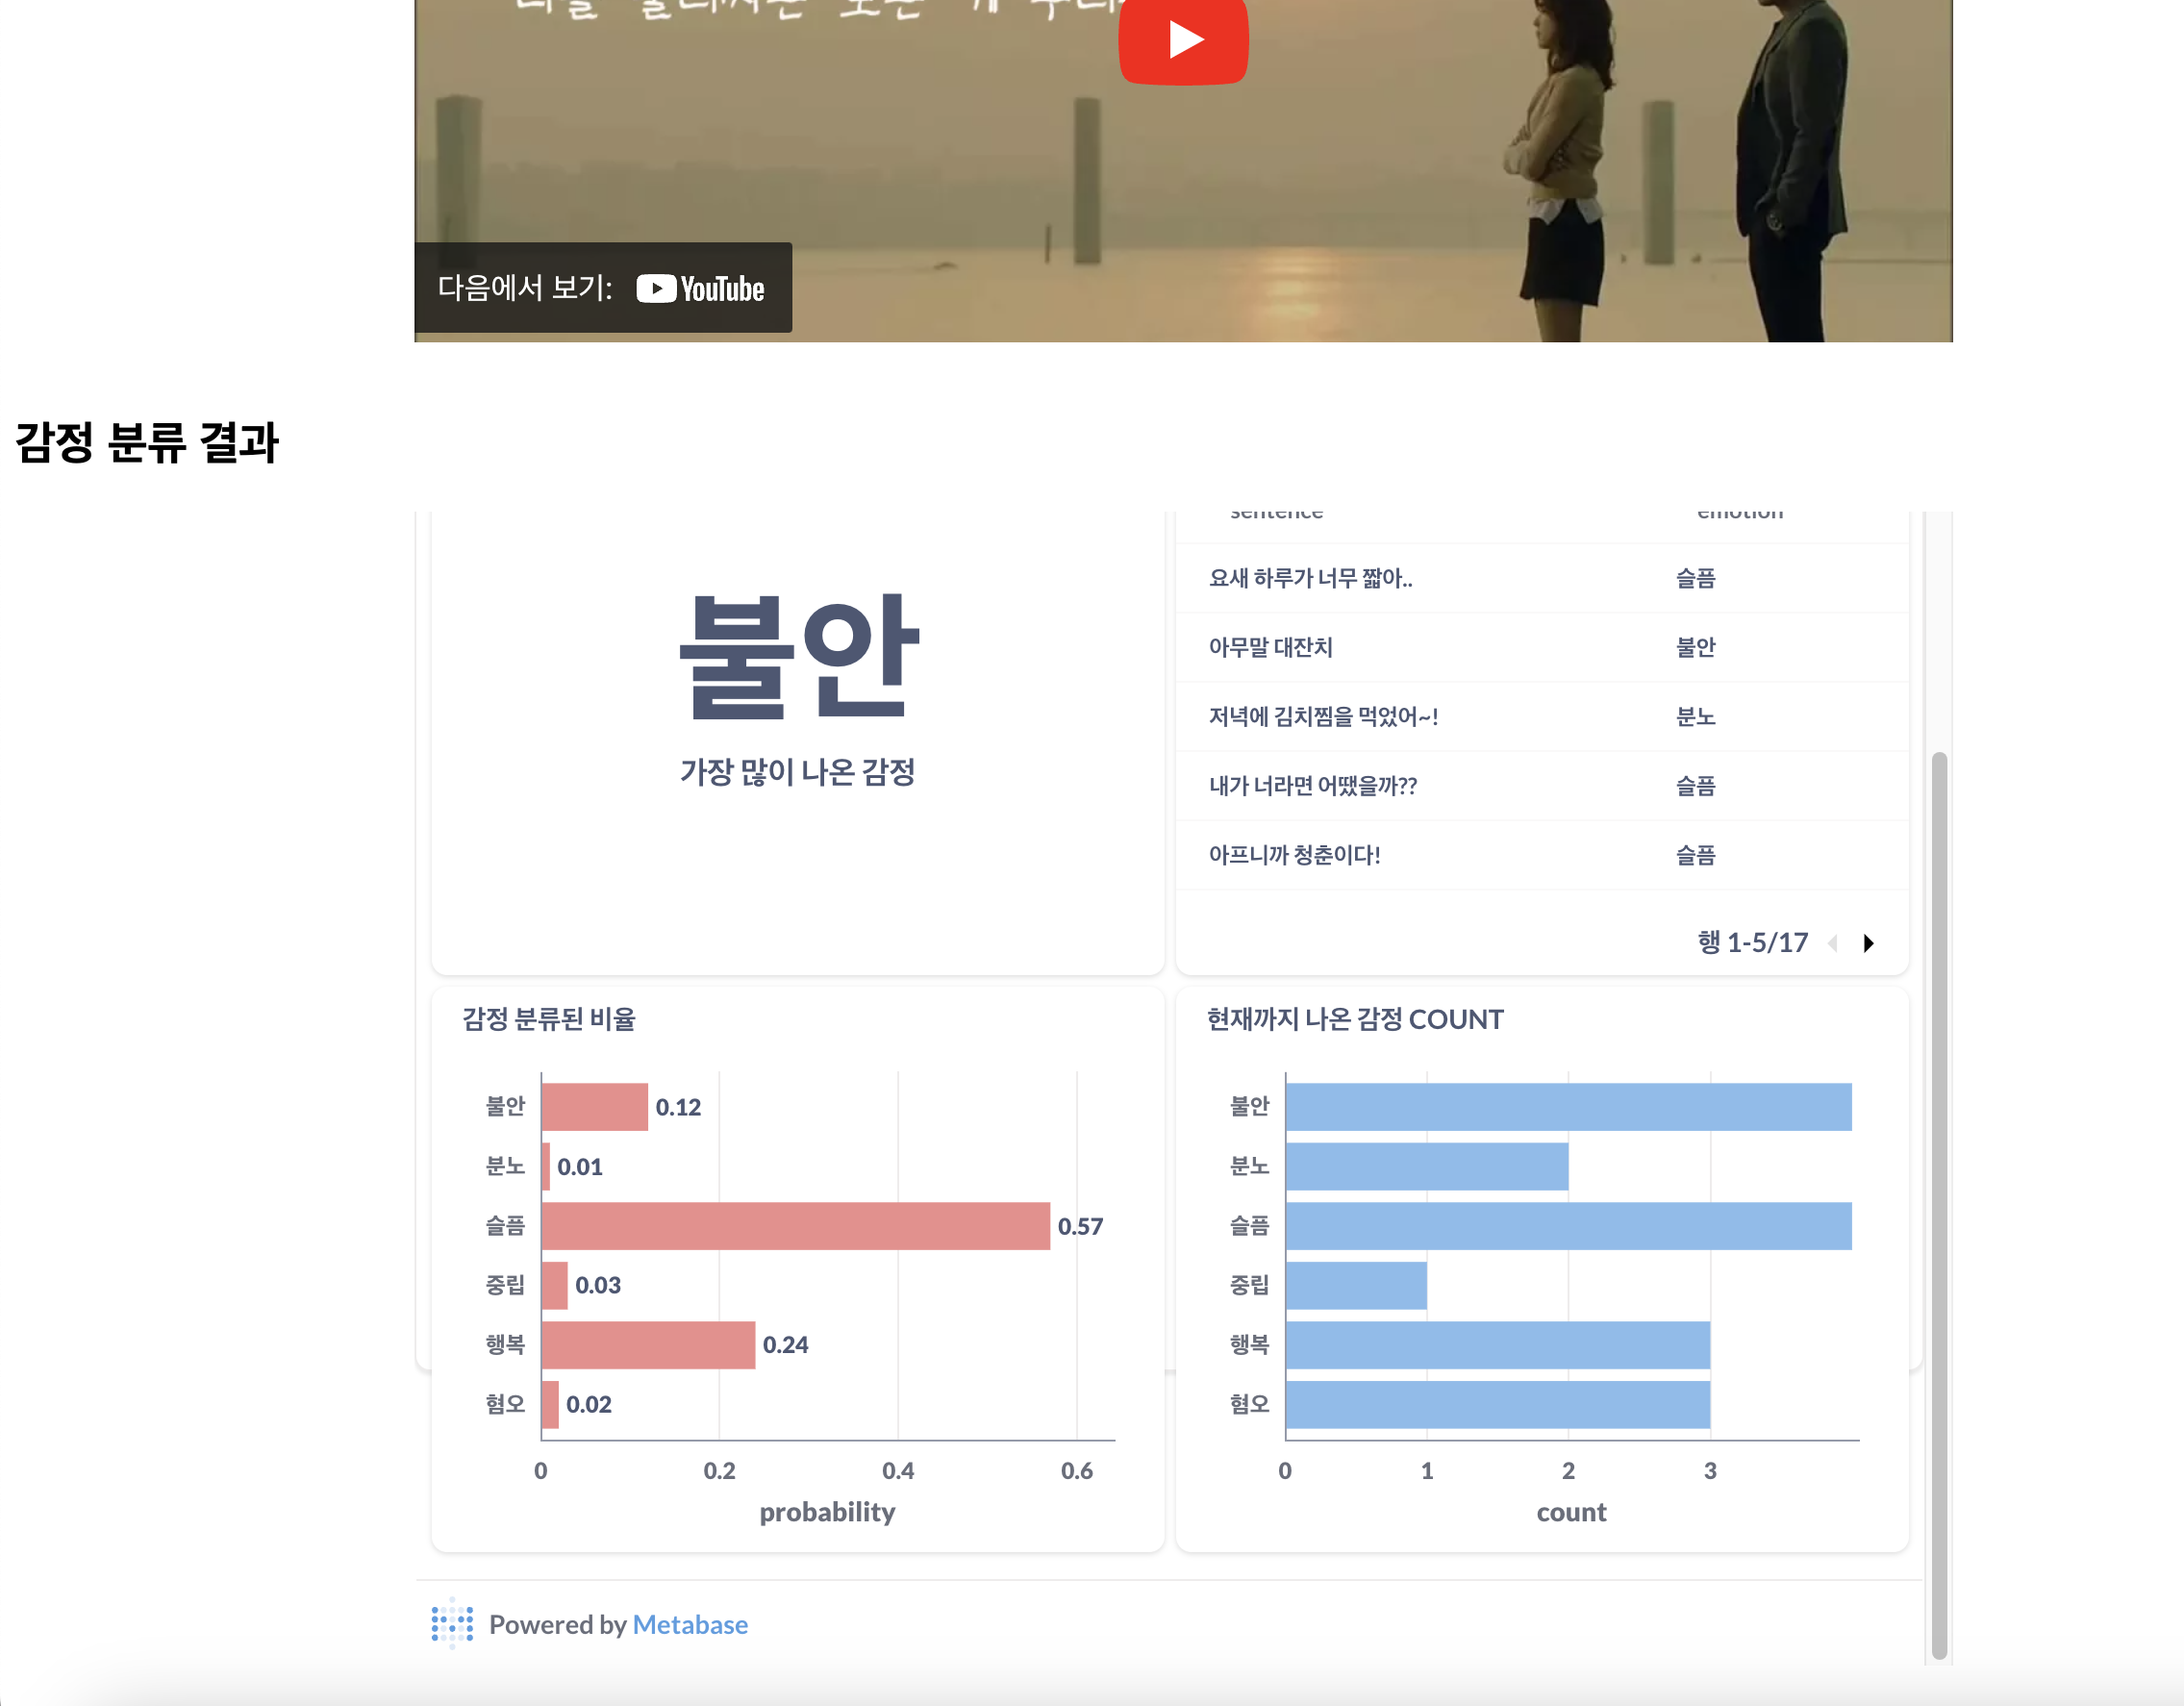 다음에서 보기: YouTube
감정 분류 결과
불안
가장 많이 나온 감정
sentence emotion
요새 하루가 너무 짧아.. 슬픔
아무말 대잔치 불안
저녁에 김치찜을 먹었어~! 분노
내가 너라면 어땠을까?? 슬픔
아프니까 청춘이다! 슬픔
행 1-5/17
감정 분류된 비율
불안 0.12
분노 0.01
슬픔 0.57
중립 0.03
행복 0.24
혐오 0.02
0 0.2 0.4 0.6
probability
현재까지 나온 감정 COUNT
불안
분노
슬픔
중립
행복
혐오
0 1 2 3
count
Powered by Metabase